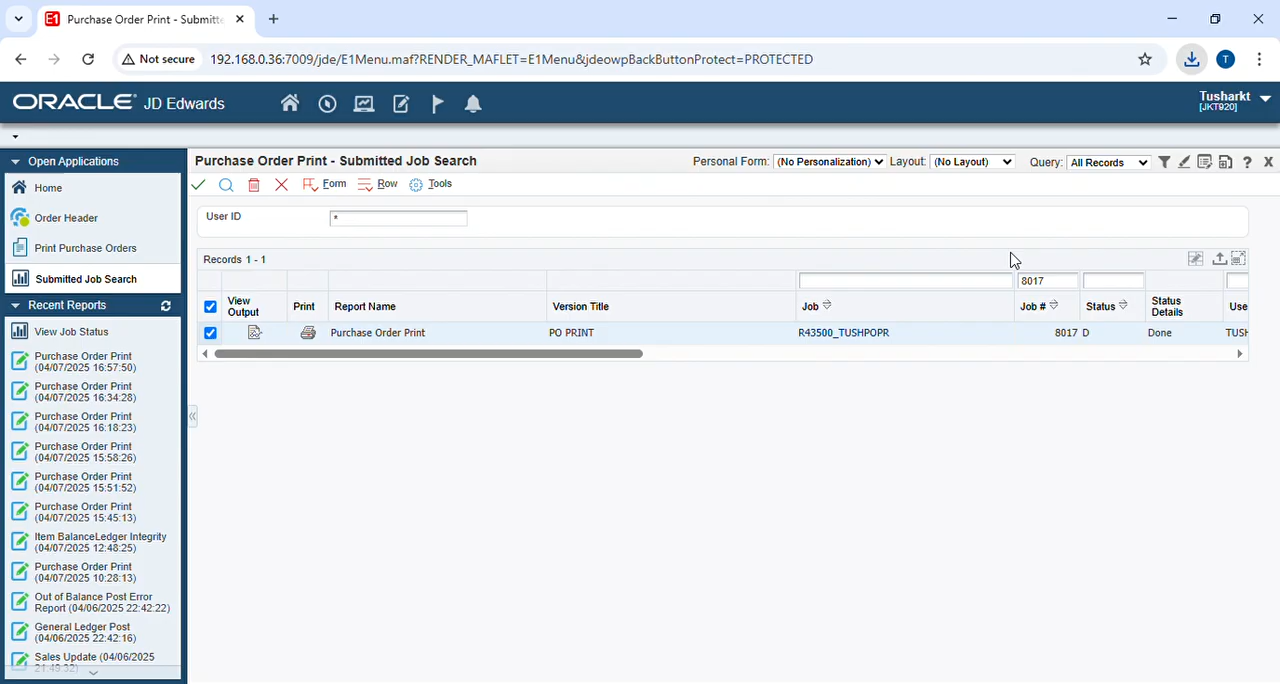 Purchase Order Print - Submitte
Not secure
192.168.0.36:7009/jde/E1Menu.maf?RENDER_MAFLET=E1Menu&jdeowpBackButtonProtect=PROTECTED
T
ORACLE JD Edwards
Tusharkt
[JKT920]
Open Applications
Home
Order Header
Print Purchase Orders
Submitted Job Search
Recent Reports
View Job Status
Purchase Order Print
(04/07/2025 16:57:50)
Purchase Order Print
(04/07/2025 16:34:28)
Purchase Order Print
(04/07/2025 16:18:23)
Purchase Order Print
(04/07/2025 15:58:26)
Purchase Order Print
(04/07/2025 15:51:52)
Purchase Order Print
(04/07/2025 15:45:13)
Item BalanceLedger Integrity
(04/07/2025 12:48:25)
Purchase Order Print
(04/07/2025 10:28:13)
Out of Balance Post Error
Report (04/06/2025 22:42:22)
General Ledger Post
(04/06/2025 22:42:16)
Sales Update (04/06/2025
21:49:32)
Purchase Order Print - Submitted Job Search
Personal Form: (No Personalization) Layout: (No Layout) Query: All Records
Form Row Tools
User ID *
Records 1 - 1
8017
View Output Print Report Name Version Title Job Job # Status Status Details Use
Purchase Order Print PO PRINT R43500_TUSHPOPR 8017 D Done TUSH